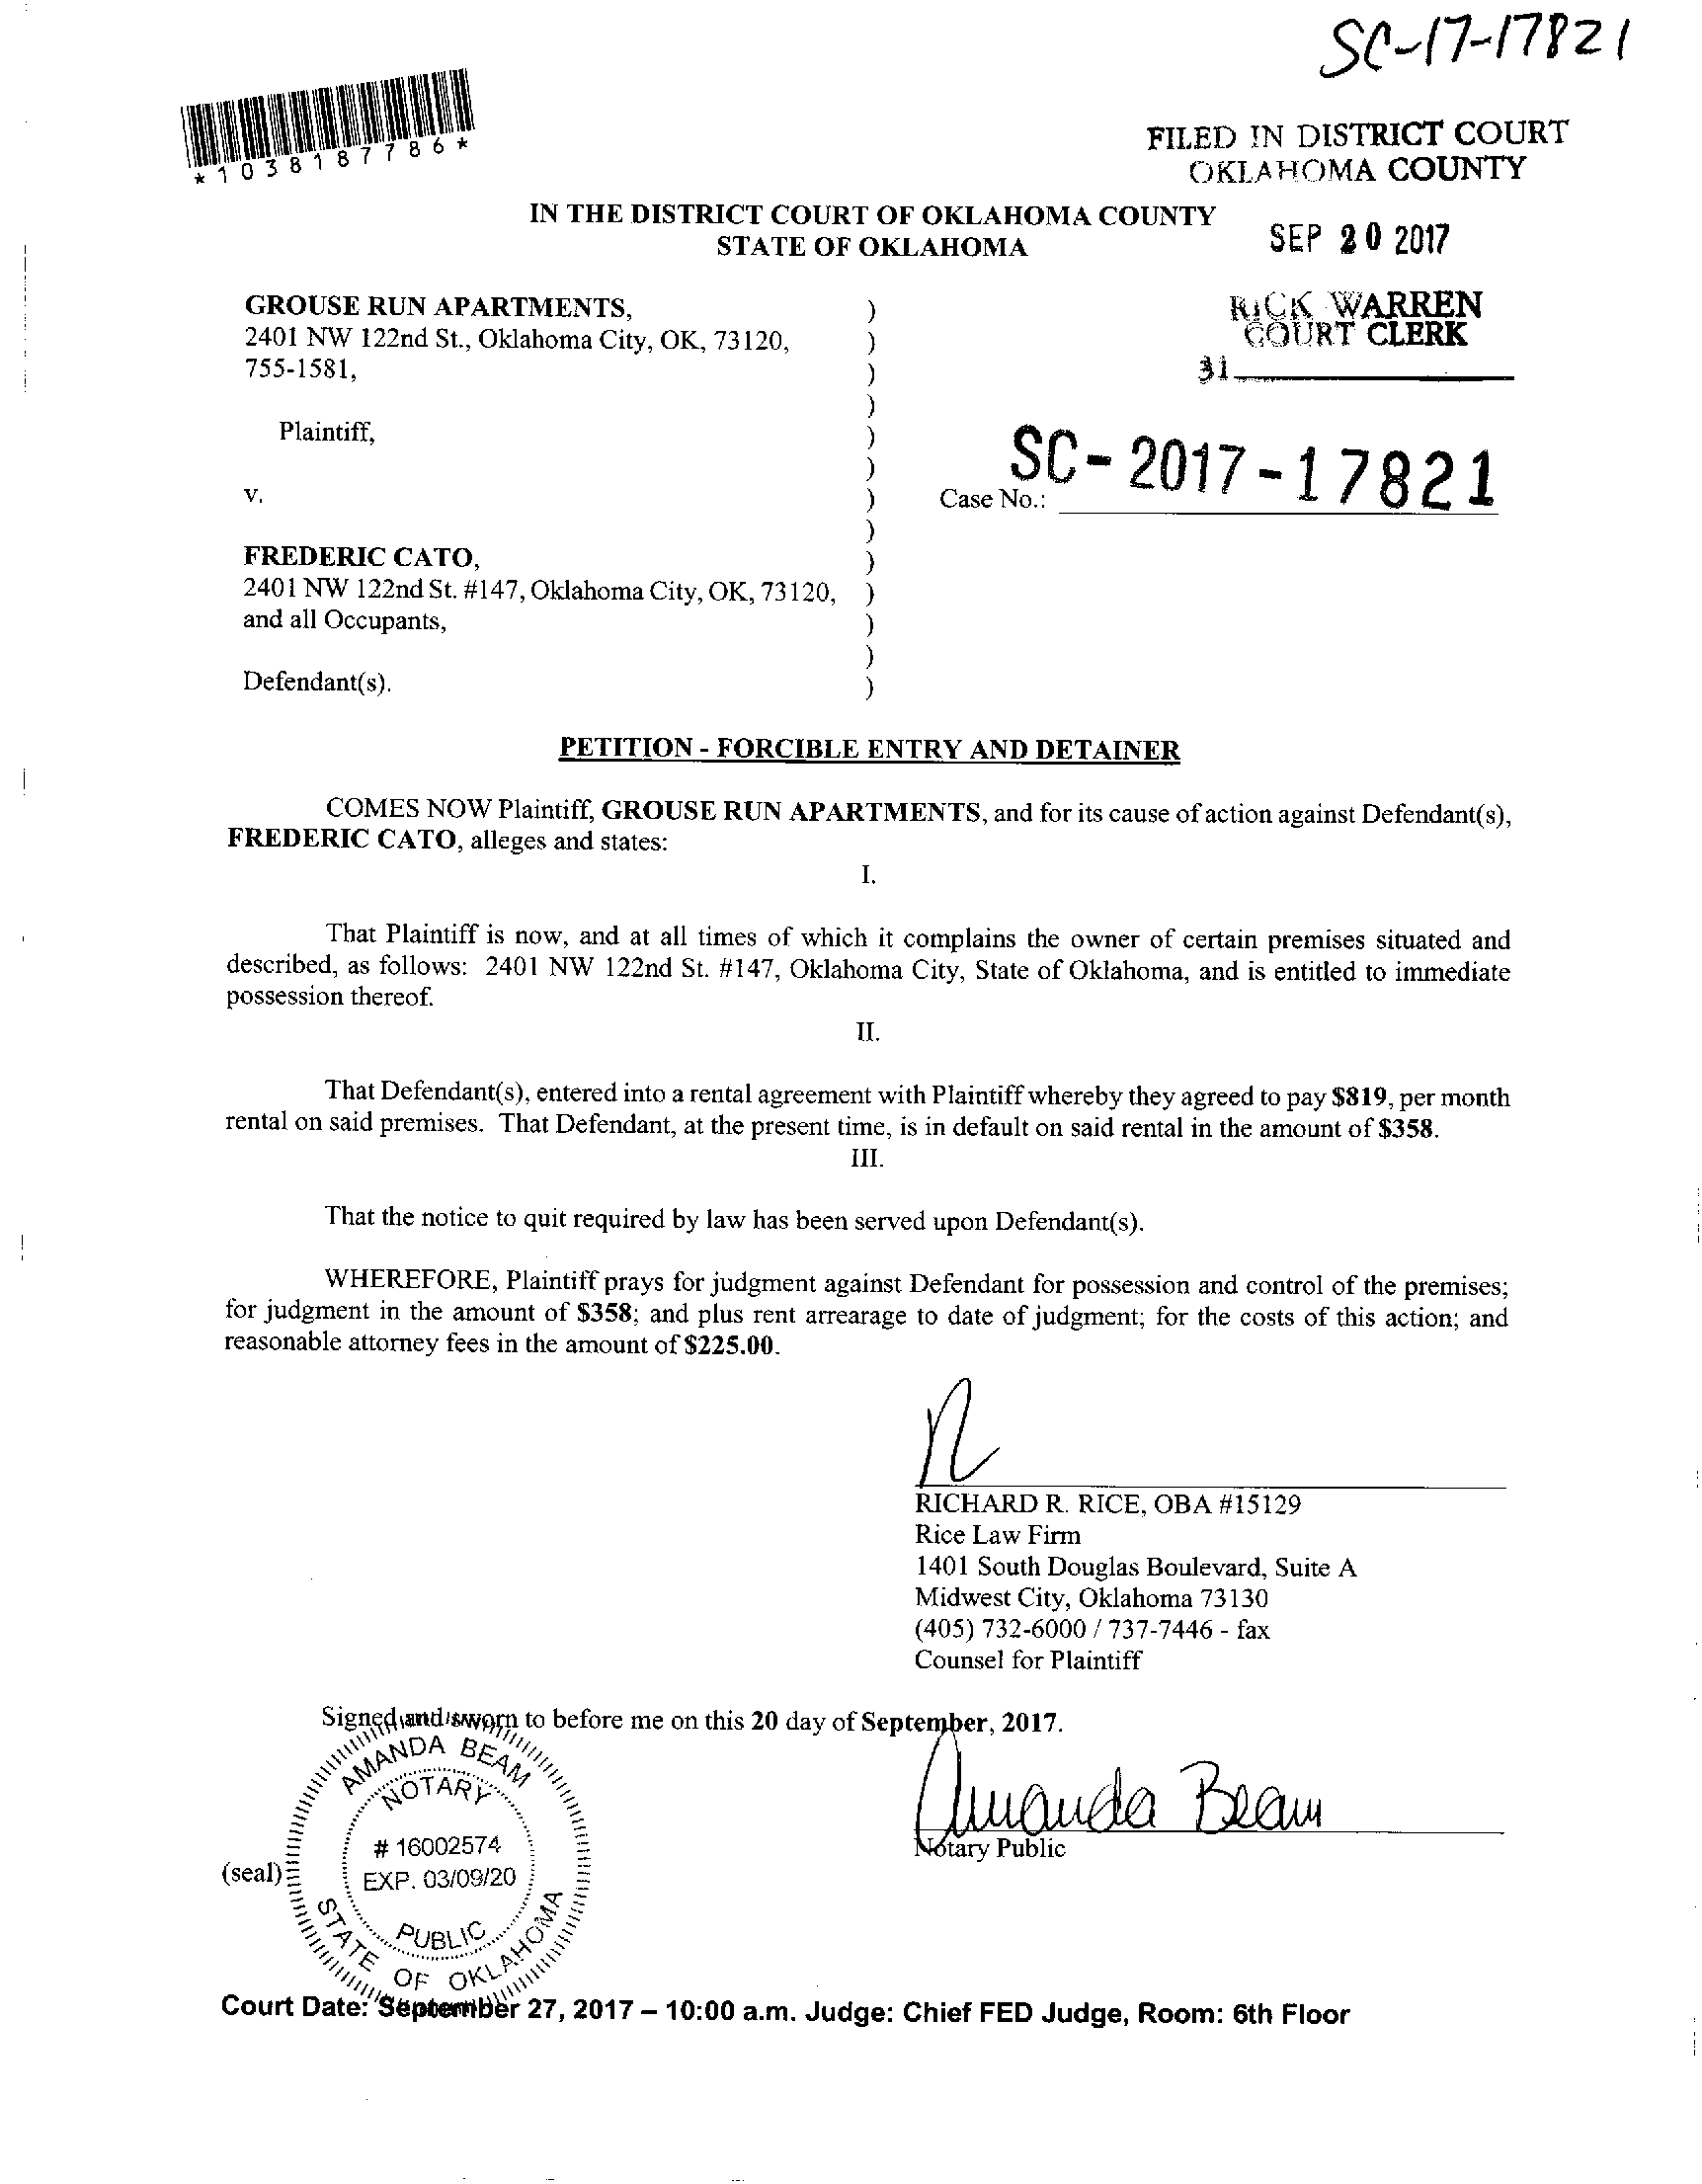 SC-17-17821
*1038187786*
FILED IN DISTRICT COURT
OKLAHOMA COUNTY
IN THE DISTRICT COURT OF OKLAHOMA COUNTY
STATE OF OKLAHOMA
SEP 20 2017
GROUSE RUN APARTMENTS, )
2401 NW 122nd St., Oklahoma City, OK, 73120, )
755-1581, )
)
Plaintiff, )
)
v. )
)
FREDERIC CATO, )
2401 NW 122nd St. #147, Oklahoma City, OK, 73120, )
and all Occupants, )
)
Defendant(s). )
RICK WARREN
COURT CLERK
31
SC-2017-17821
Case No.:
PETITION - FORCIBLE ENTRY AND DETAINER
COMES NOW Plaintiff, GROUSE RUN APARTMENTS, and for its cause of action against Defendant(s),
FREDERIC CATO, alleges and states:
I.
That Plaintiff is now, and at all times of which it complains the owner of certain premises situated and
described, as follows: 2401 NW 122nd St. #147, Oklahoma City, State of Oklahoma, and is entitled to immediate
possession thereof.
II.
That Defendant(s), entered into a rental agreement with Plaintiff whereby they agreed to pay $819, per month
rental on said premises. That Defendant, at the present time, is in default on said rental in the amount of $358.
III.
That the notice to quit required by law has been served upon Defendant(s).
WHEREFORE, Plaintiff prays for judgment against Defendant for possession and control of the premises;
for judgment in the amount of $358; and plus rent arrearage to date of judgment; for the costs of this action; and
reasonable attorney fees in the amount of $225.00.
RICHARD R. RICE, OBA #15129
Rice Law Firm
1401 South Douglas Boulevard, Suite A
Midwest City, Oklahoma 73130
(405) 732-6000 / 737-7446 - fax
Counsel for Plaintiff
Signed and sworn to before me on this 20 day of September, 2017.
AMANDA BEAM
NOTARY
# 16002574
EXP. 03/09/20
PUBLIC
STATE OF OKLAHOMA
(seal)
Amanda Beam
Notary Public
Court Date: September 27, 2017 – 10:00 a.m. Judge: Chief FED Judge, Room: 6th Floor